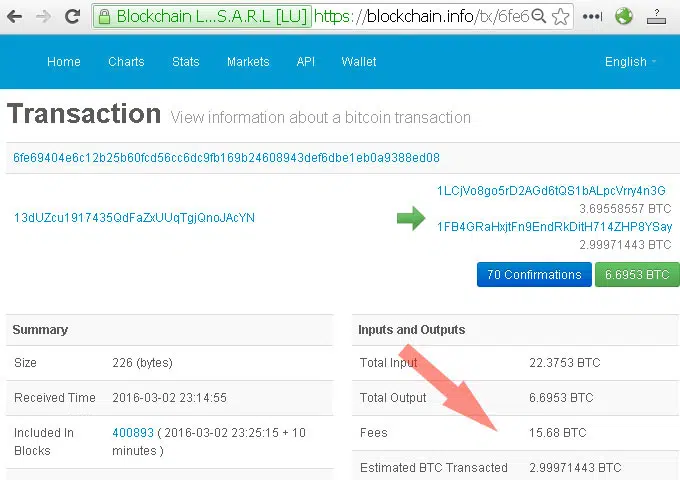 Blockchain L...S.A.R.L [LU] https://blockchain.info/tx/6fe6
Home Charts Stats Markets API Wallet English
Transaction View information about a bitcoin transaction
6fe69404e6c12b25b60fcd56cc6dc9fb169b24608943def6dbe1eb0a9388ed08
13dUZcu1917435QdFaZxUUqTgjQnoJAcYN
1LCjVo8go5rD2AGd6tQS1bALpcVrry4n3G
3.69558557 BTC
1FB4GRaHxjtFn9EndRkDitH714ZHP8YSay
2.99971443 BTC
70 Confirmations 6.6953 BTC
Summary
Size 226 (bytes)
Received Time 2016-03-02 23:14:55
Included In Blocks 400893 ( 2016-03-02 23:25:15 + 10
minutes )
Inputs and Outputs
Total Input 22.3753 BTC
Total Output 6.6953 BTC
Fees 15.68 BTC
Estimated BTC Transacted 2.99971443 BTC